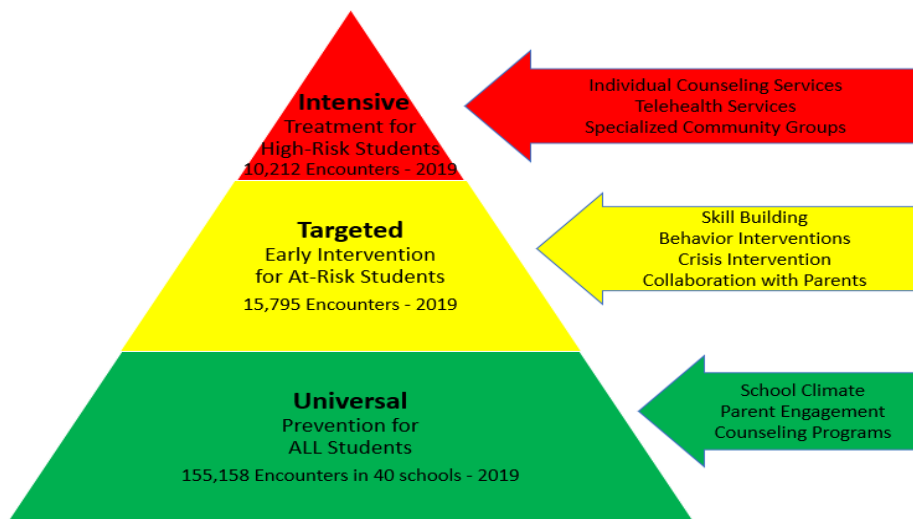 Intensive
Treatment for
High-Risk Students
10,212 Encounters - 2019
Individual Counseling Services
Telehealth Services
Specialized Community Groups
Targeted
Early Intervention
for At-Risk Students
15,795 Encounters - 2019
Skill Building
Behavior Interventions
Crisis Intervention
Collaboration with Parents
Universal
Prevention for
ALL Students
155,158 Encounters in 40 schools - 2019
School Climate
Parent Engagement
Counseling Programs